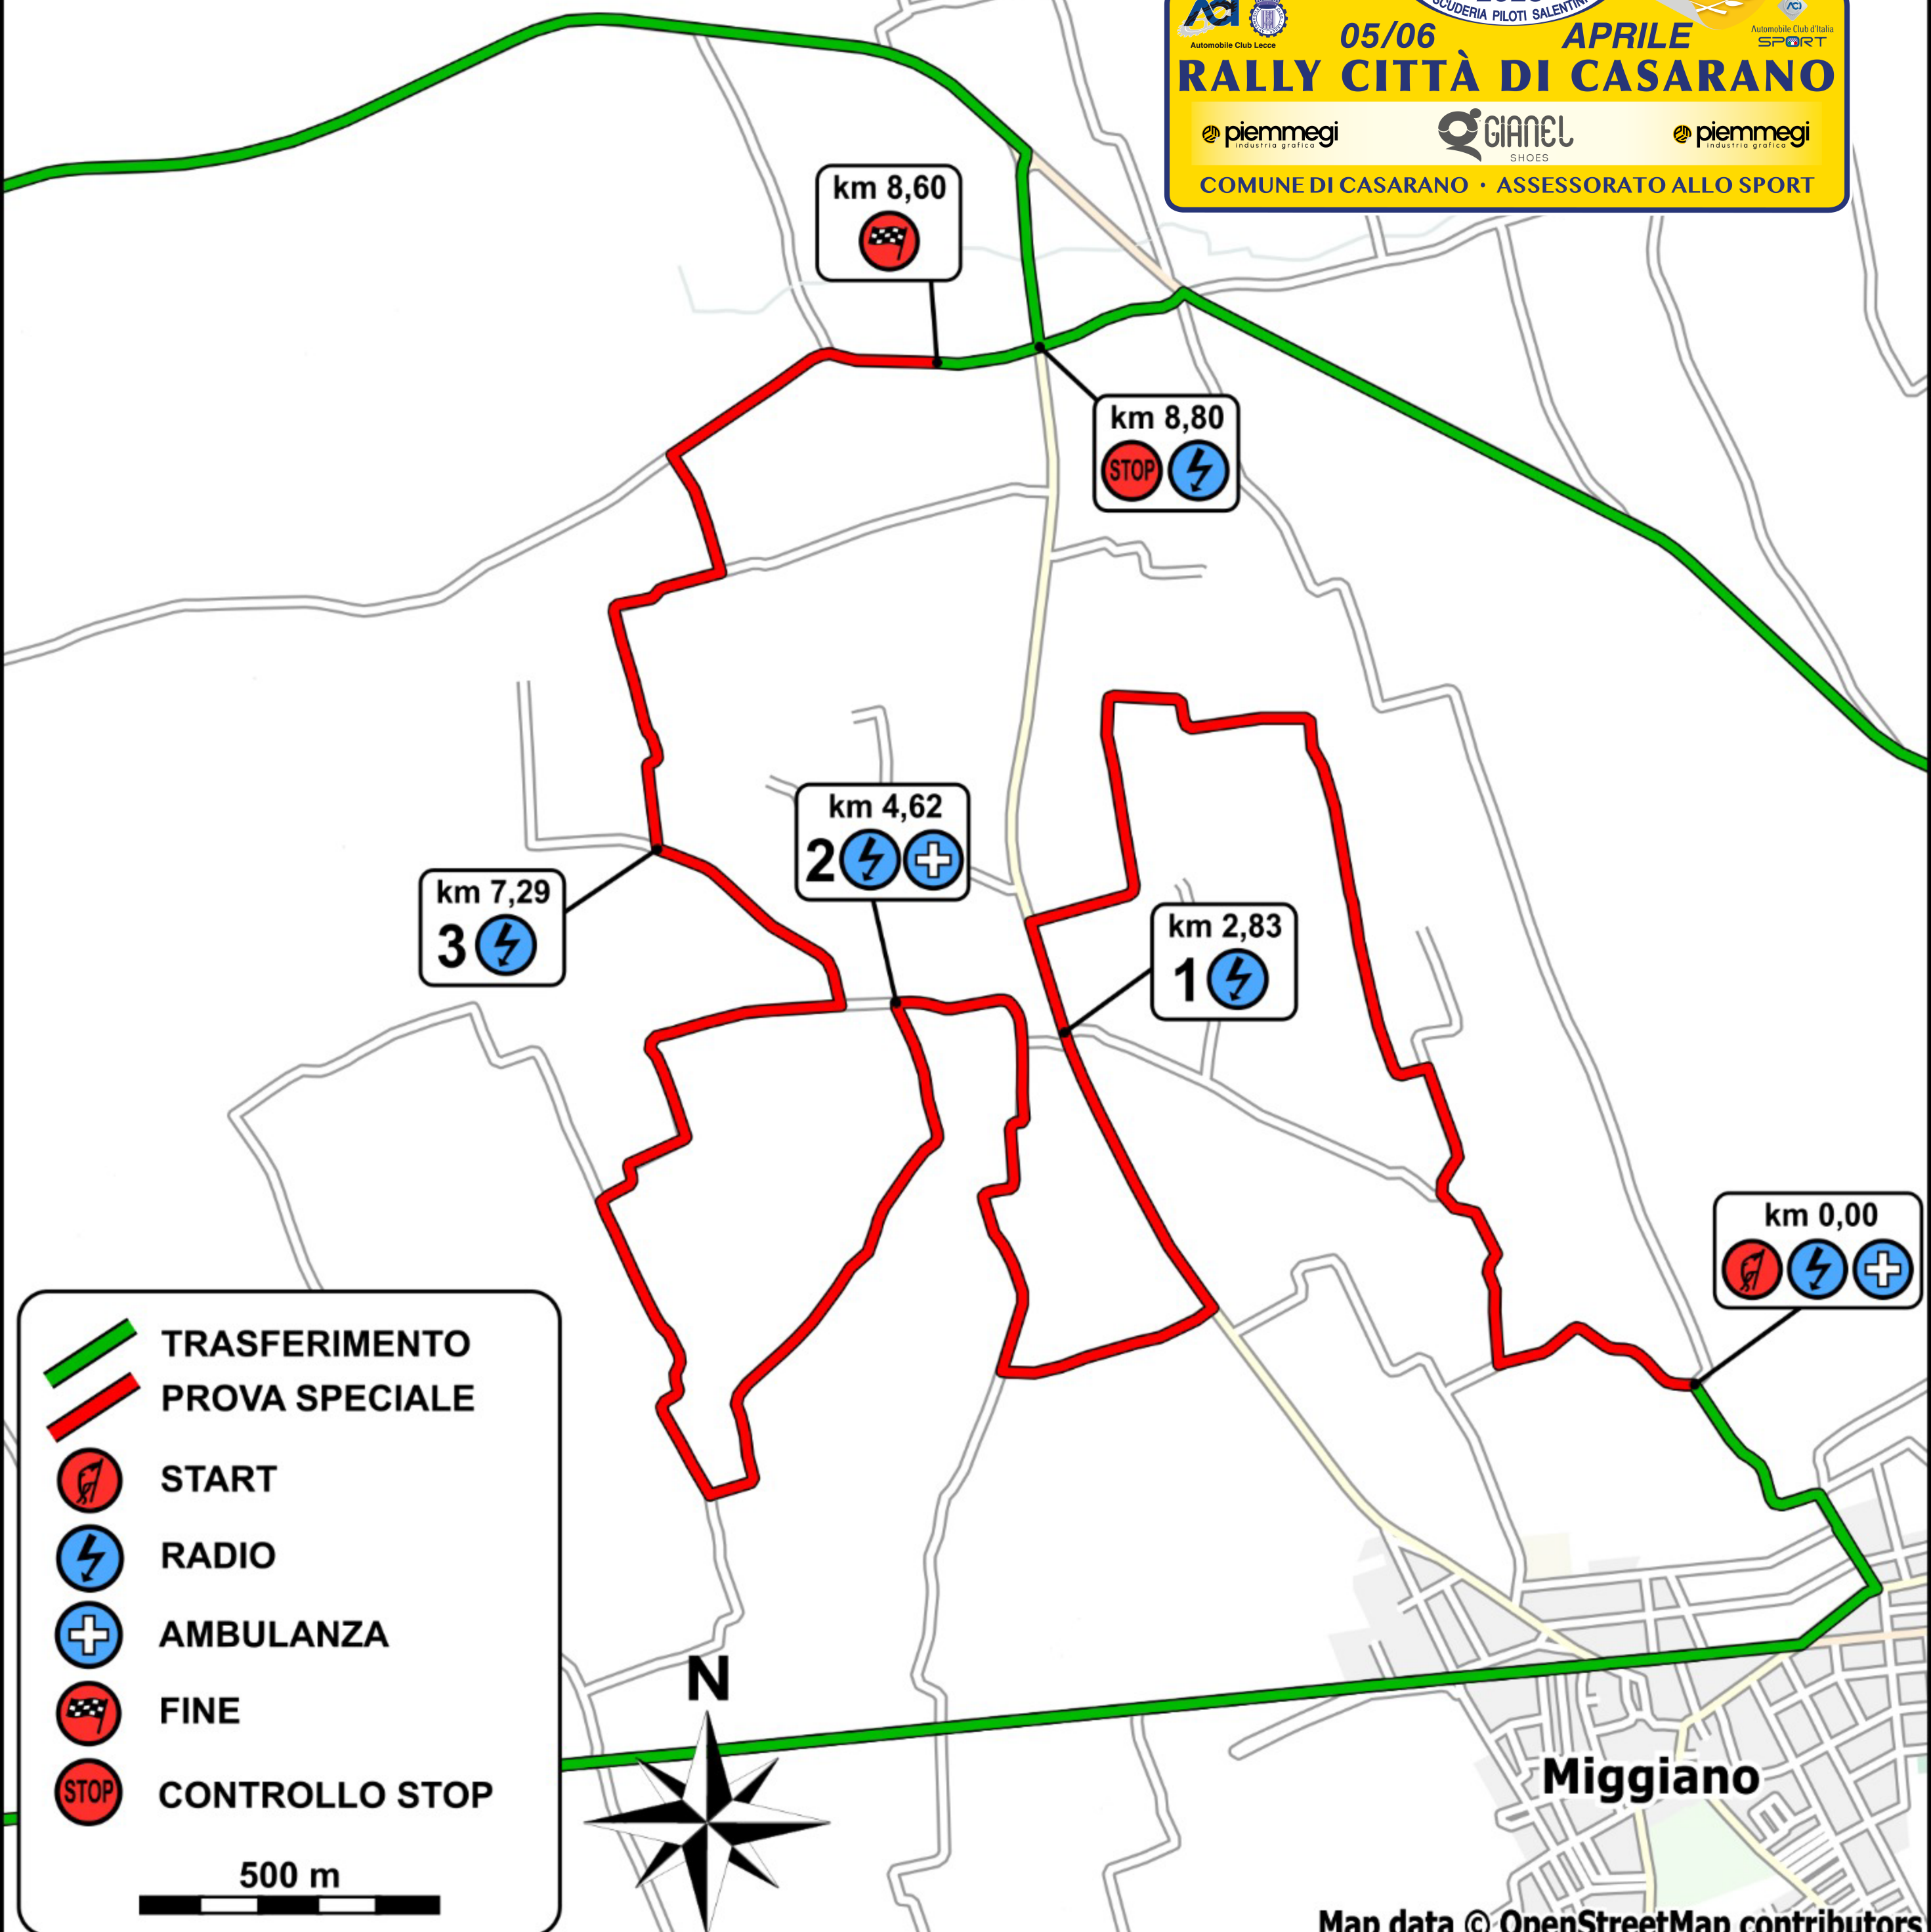 SCUDERIA PILOTI SALENTINI
ACI
Automobile Club Lecce
05/06 APRILE
ACI
Automobile Club d'Italia
SPORT
RALLY CITTÀ DI CASARANO
piemmegi
industria grafica
GIANEL
SHOES
piemmegi
industria grafica
COMUNE DI CASARANO · ASSESSORATO ALLO SPORT
km 8,60
km 8,80
STOP
km 4,62
2
km 7,29
3
km 2,83
1
km 0,00
TRASFERIMENTO
PROVA SPECIALE
START
RADIO
AMBULANZA
FINE
STOP
CONTROLLO STOP
500 m
N
Miggiano
Map data © OpenStreetMap contributors